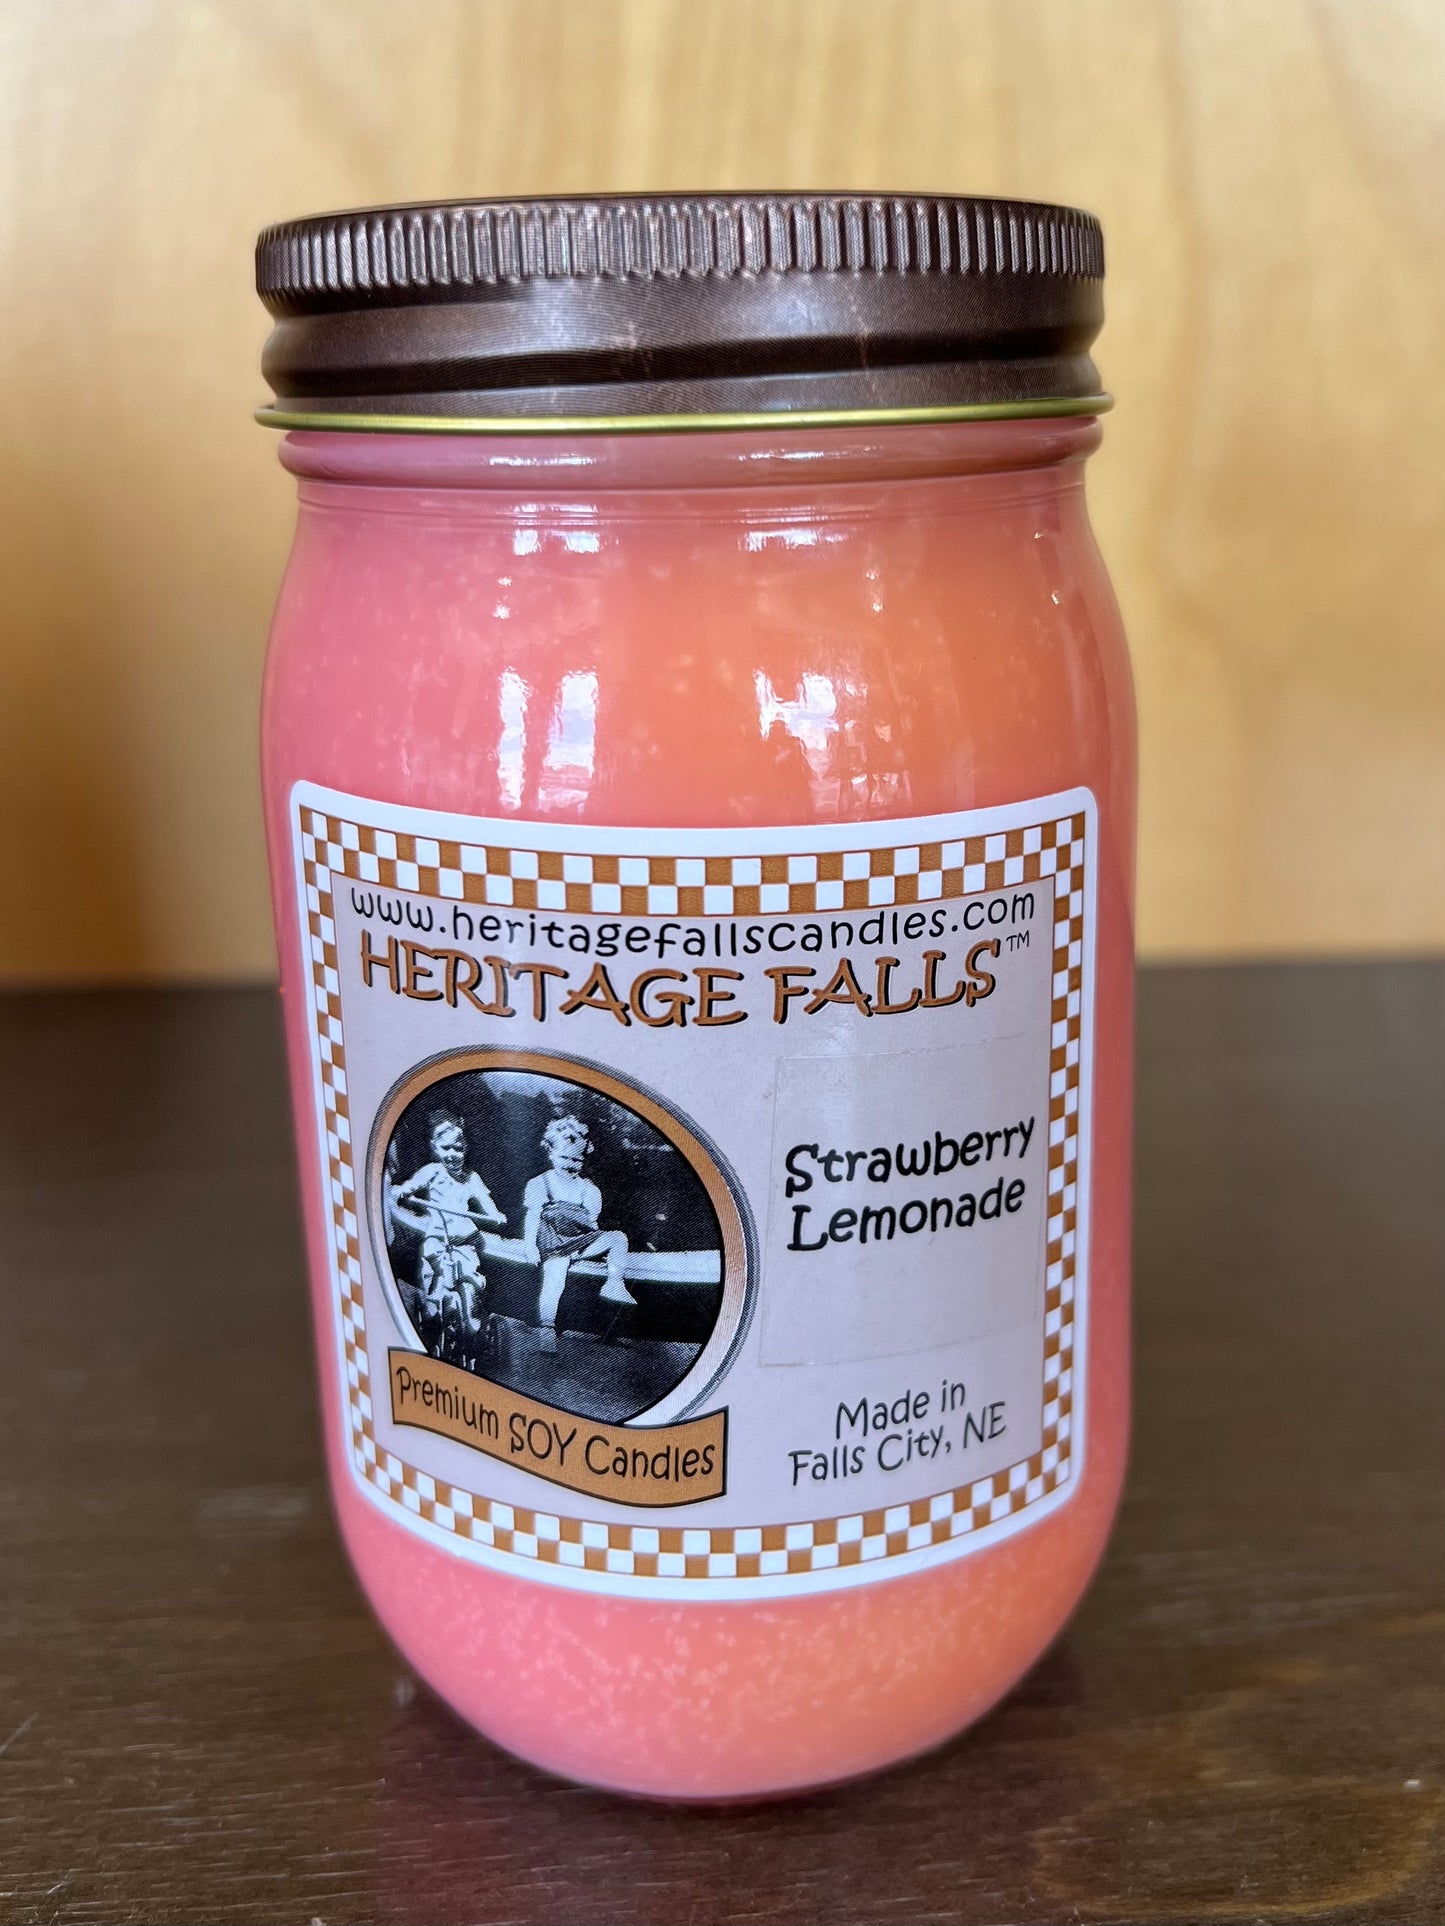 www.heritagefallscandles.com
HERITAGE FALLS™
Strawberry
Lemonade
Premium SOY Candles
Made in
Falls City, NE